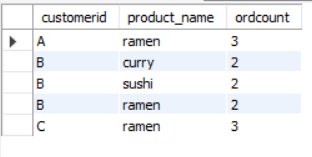 customerid product_name ordcount
A ramen 3
B curry 2
B sushi 2
B ramen 2
C ramen 3